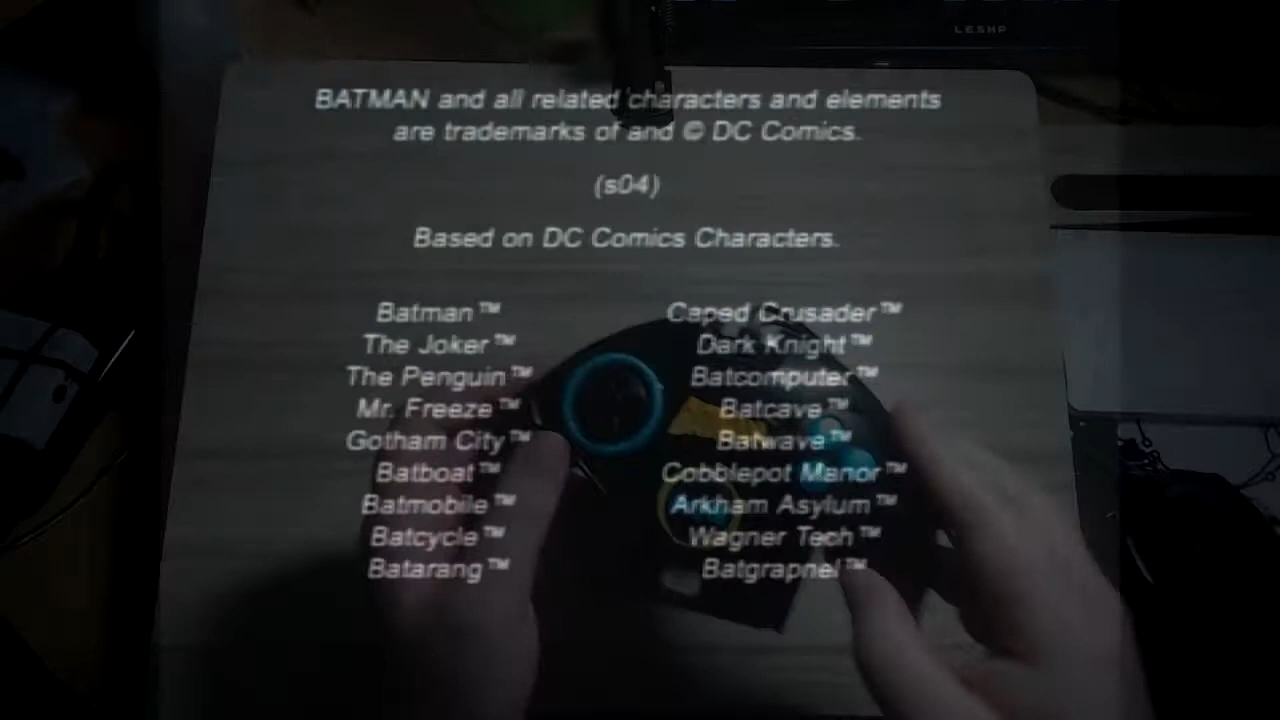 LESHP
BATMAN and all related characters and elements
are trademarks of and © DC Comics.
(s04)
Based on DC Comics Characters.
Batman™
The Joker™
The Penguin™
Mr. Freeze™
Gotham City™
Batboat™
Batmobile™
Batcycle™
Batarang™
Caped Crusader™
Dark Knight™
Batcomputer™
Batcave™
Batwave™
Cobblepot Manor™
Arkham Asylum™
Wagner Tech™
Batgrapnel™